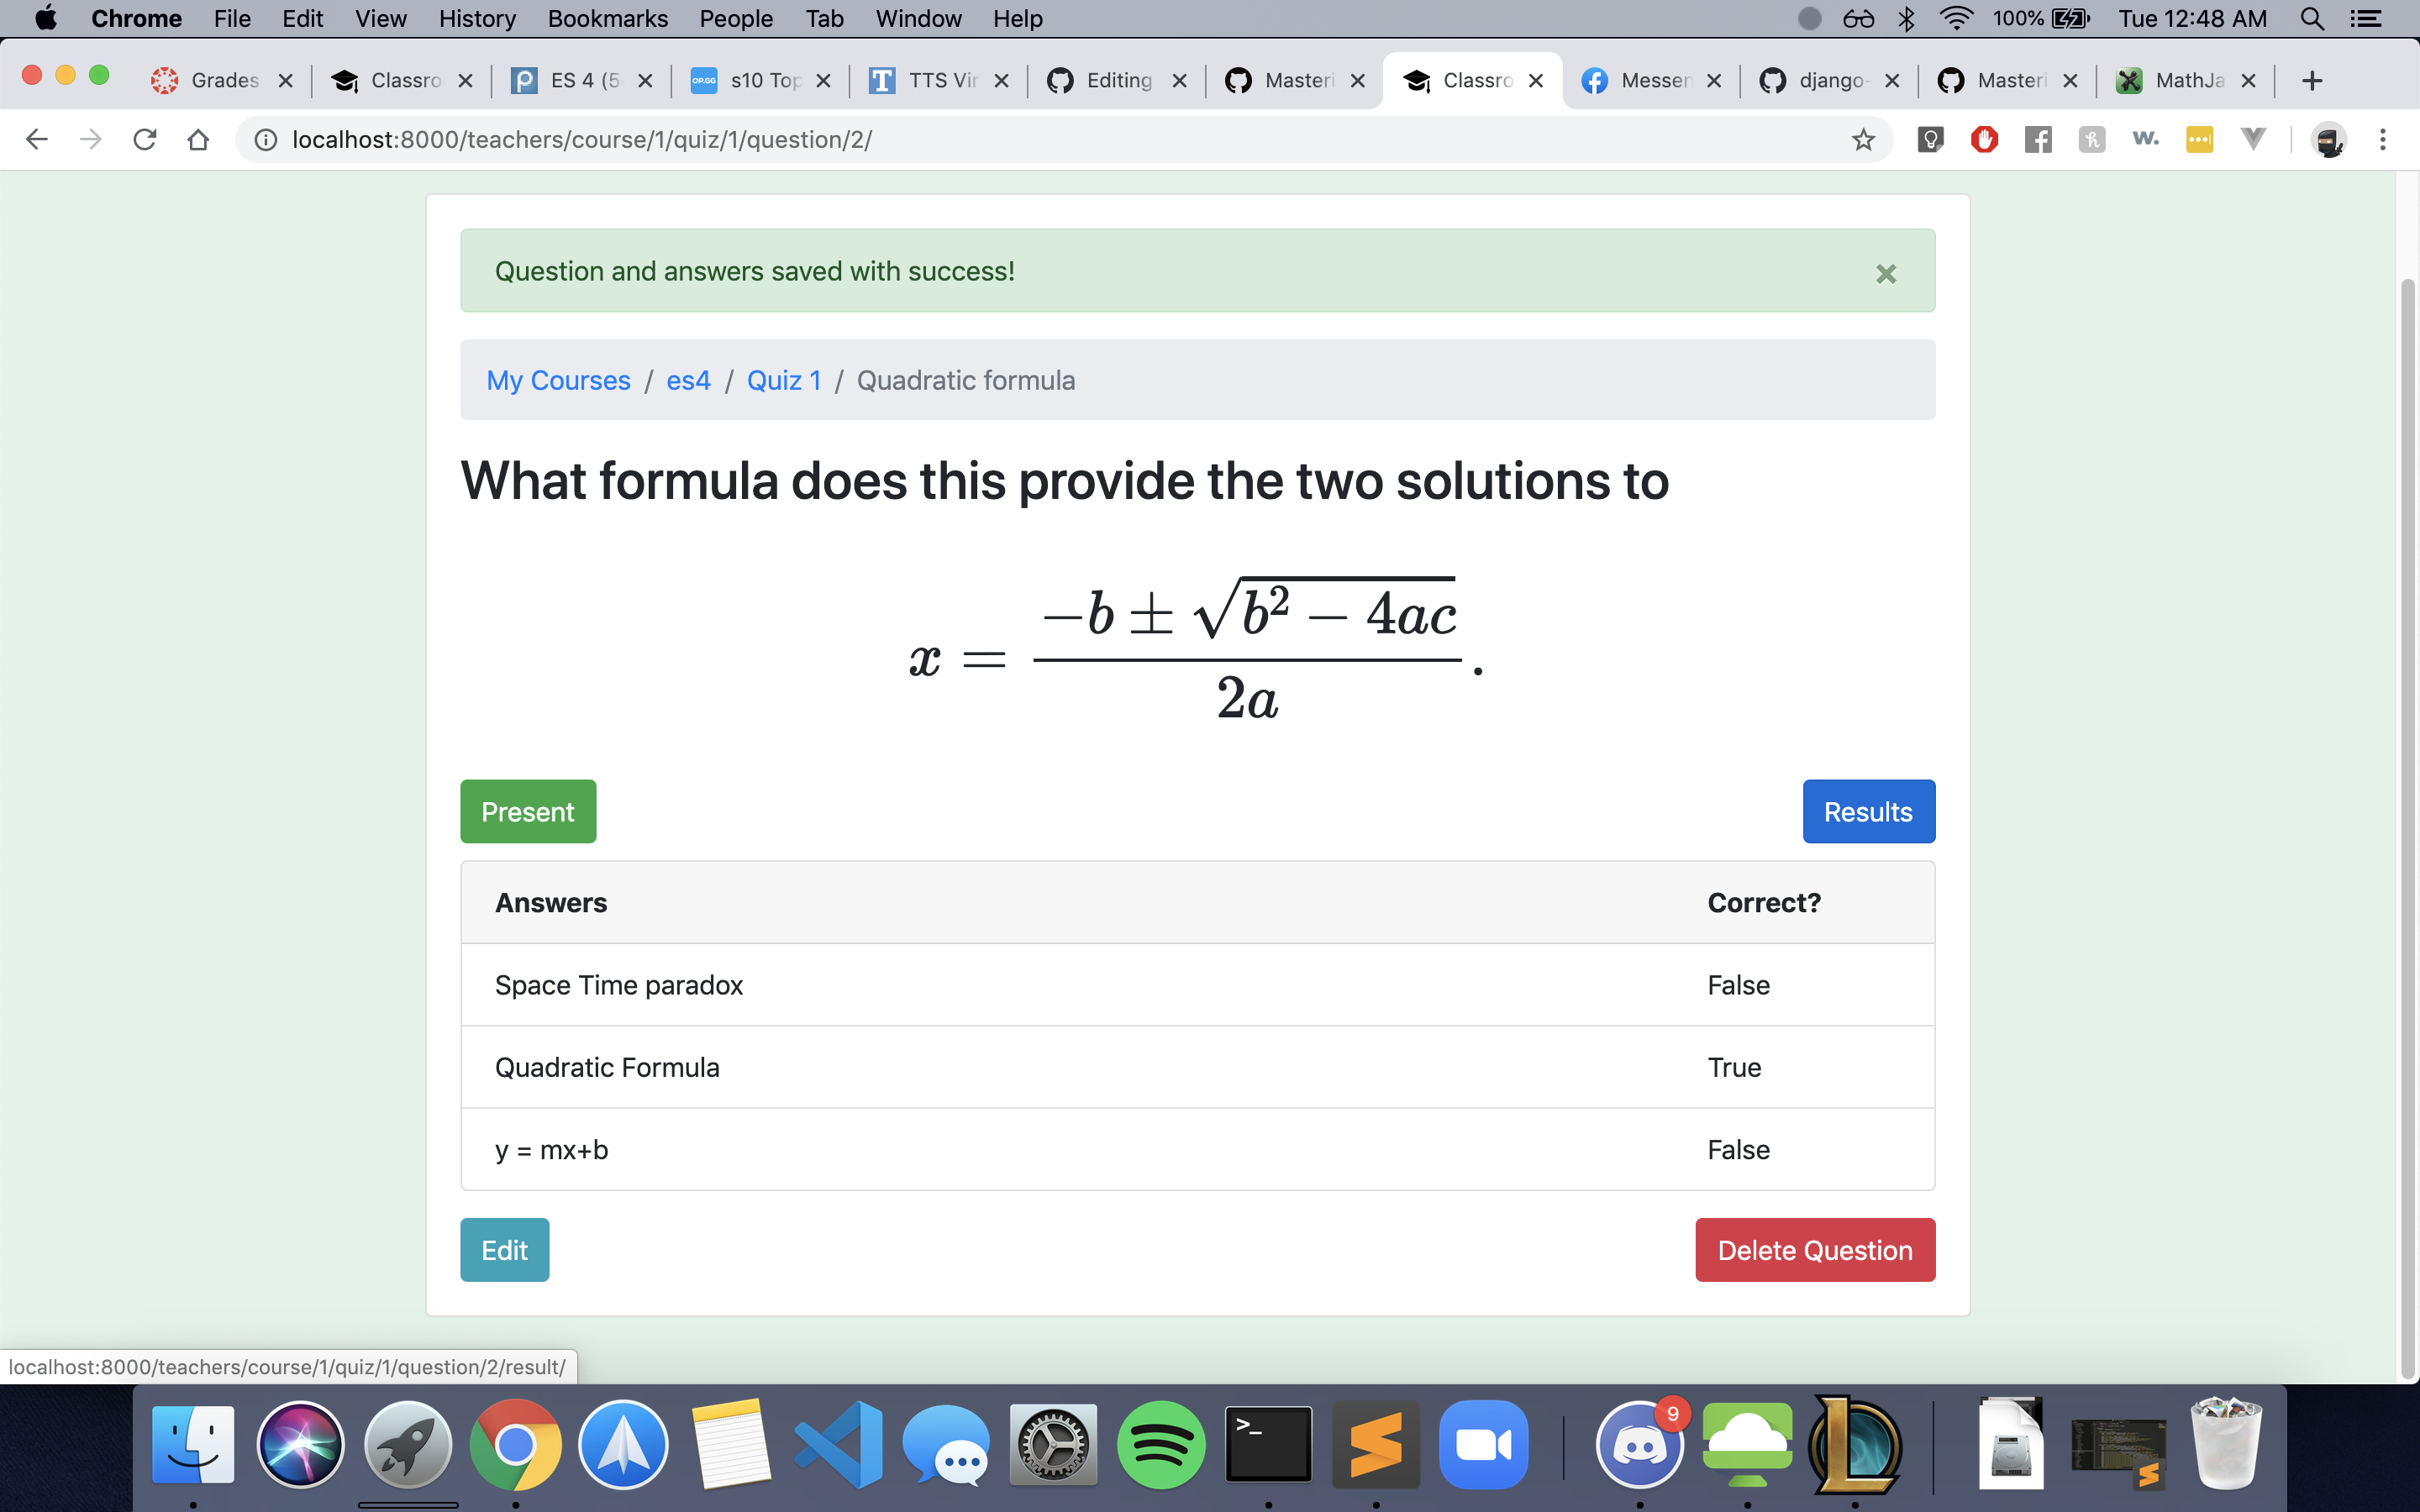 Chrome File Edit View History Bookmarks People Tab Window Help 100% Tue 12:48 AM
Grades Classro ES 4 (5 OP.GG s10 Top TTS Vir Editing Masteri Classro Messen django- Masteri MathJa
localhost:8000/teachers/course/1/quiz/1/question/2/
Question and answers saved with success! ×
My Courses / es4 / Quiz 1 / Quadratic formula
What formula does this provide the two solutions to
x = \frac{-b ± \sqrt{b^2 − 4ac}}{2a}.
Present Results
Answers Correct?
Space Time paradox False
Quadratic Formula True
y = mx+b False
Edit Delete Question
localhost:8000/teachers/course/1/quiz/1/question/2/result/
9